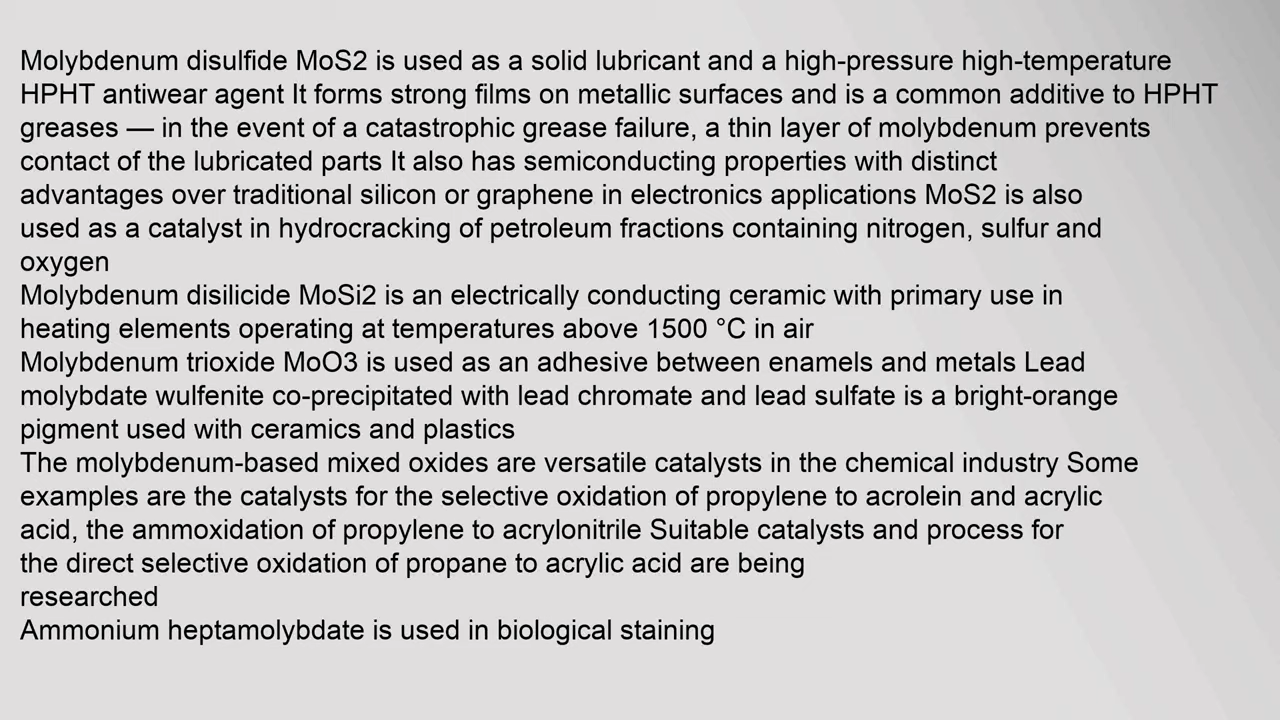 Molybdenum disulfide MoS2 is used as a solid lubricant and a high-pressure high-temperature
HPHT antiwear agent It forms strong films on metallic surfaces and is a common additive to HPHT
greases — in the event of a catastrophic grease failure, a thin layer of molybdenum prevents
contact of the lubricated parts It also has semiconducting properties with distinct
advantages over traditional silicon or graphene in electronics applications MoS2 is also
used as a catalyst in hydrocracking of petroleum fractions containing nitrogen, sulfur and
oxygen
Molybdenum disilicide MoSi2 is an electrically conducting ceramic with primary use in
heating elements operating at temperatures above 1500 °C in air
Molybdenum trioxide MoO3 is used as an adhesive between enamels and metals Lead
molybdate wulfenite co-precipitated with lead chromate and lead sulfate is a bright-orange
pigment used with ceramics and plastics
The molybdenum-based mixed oxides are versatile catalysts in the chemical industry Some
examples are the catalysts for the selective oxidation of propylene to acrolein and acrylic
acid, the ammoxidation of propylene to acrylonitrile Suitable catalysts and process for
the direct selective oxidation of propane to acrylic acid are being
researched
Ammonium heptamolybdate is used in biological staining